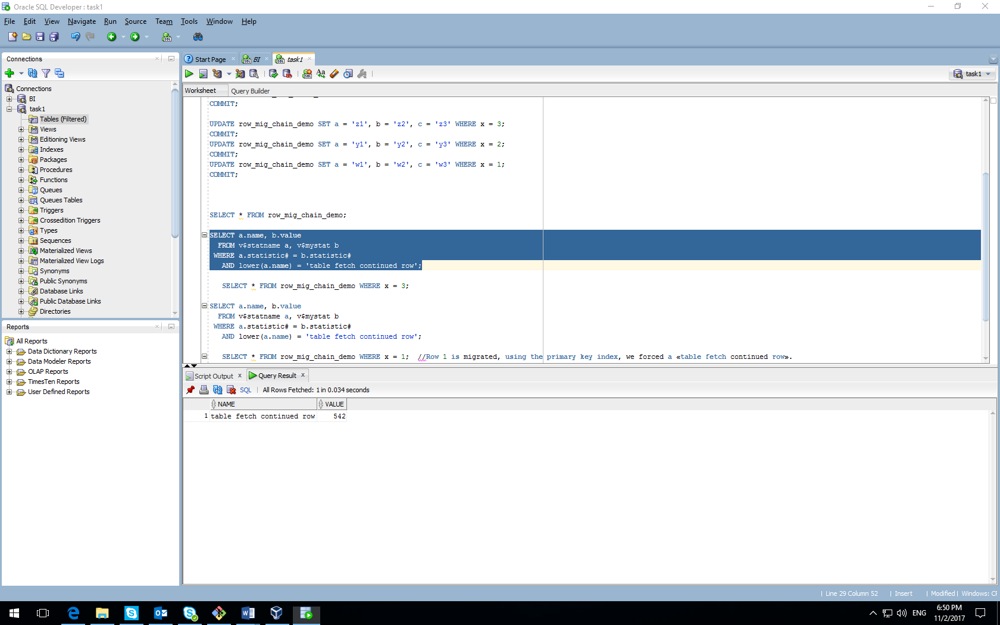 Oracle SQL Developer : task1
File Edit View Navigate Run Source Team Tools Window Help
Connections
Connections
BI
task1
Tables (Filtered)
Views
Editioning Views
Indexes
Packages
Procedures
Functions
Queues
Queues Tables
Triggers
Crossedition Triggers
Types
Sequences
Materialized Views
Materialized View Logs
Synonyms
Public Synonyms
Database Links
Public Database Links
Directories
Reports
All Reports
Data Dictionary Reports
Data Modeler Reports
OLAP Reports
TimesTen Reports
User Defined Reports
Start Page BI task1
task1
Worksheet Query Builder
COMMIT;
UPDATE row_mig_chain_demo SET a = 'z1', b = 'z2', c = 'z3' WHERE x = 3;
COMMIT;
UPDATE row_mig_chain_demo SET a = 'y1', b = 'y2', c = 'y3' WHERE x = 2;
COMMIT;
UPDATE row_mig_chain_demo SET a = 'w1', b = 'w2', c = 'w3' WHERE x = 1;
COMMIT;
SELECT * FROM row_mig_chain_demo;
SELECT a.name, b.value
FROM v$statname a, v$mystat b
WHERE a.statistic# = b.statistic#
AND lower(a.name) = 'table fetch continued row';
SELECT * FROM row_mig_chain_demo WHERE x = 3;
SELECT a.name, b.value
FROM v$statname a, v$mystat b
WHERE a.statistic# = b.statistic#
AND lower(a.name) = 'table fetch continued row';
SELECT * FROM row_mig_chain_demo WHERE x = 1; //Row 1 is migrated, using the primary key index, we forced a «table fetch continued row».
Script Output x Query Result x
SQL | All Rows Fetched: 1 in 0.034 seconds
NAME VALUE
1 table fetch continued row 542
| Line 29 Column 52 | Insert | Modified | Windows: CF
ENG
6:50 PM
11/2/2017